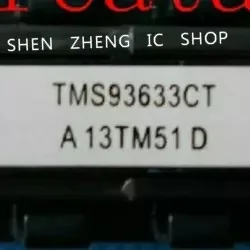 SHEN ZHENG IC SHOP
TMS93633CT
A 13TM51 D